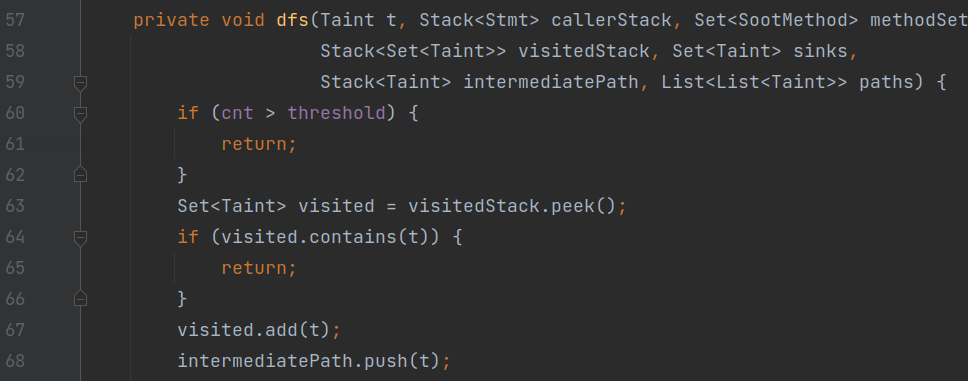 57 private void dfs(Taint t, Stack<Stmt> callerStack, Set<SootMethod> methodSet
58 Stack<Set<Taint>> visitedStack, Set<Taint> sinks,
59 Stack<Taint> intermediatePath, List<List<Taint>> paths) {
60 if (cnt > threshold) {
61 return;
62 }
63 Set<Taint> visited = visitedStack.peek();
64 if (visited.contains(t)) {
65 return;
66 }
67 visited.add(t);
68 intermediatePath.push(t);